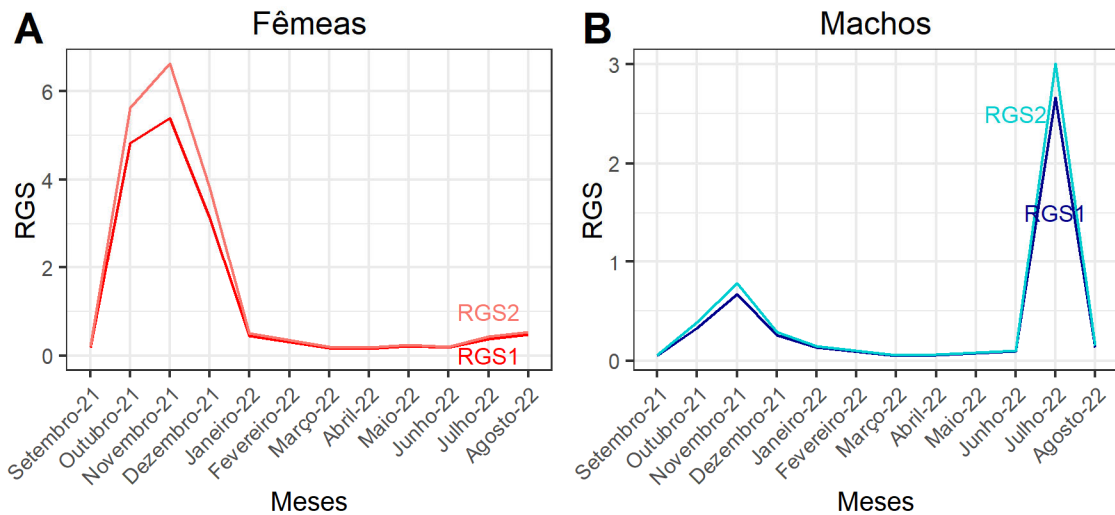 A
Fêmeas
RGS
6
4
2
0
RGS2
RGS1
Setembro-21
Outubro-21
Novembro-21
Dezembro-21
Janeiro-22
Fevereiro-22
Março-22
Abril-22
Maio-22
Junho-22
Julho-22
Agosto-22
Meses
B
Machos
RGS
3
2
1
0
RGS2
RGS1
Setembro-21
Outubro-21
Novembro-21
Dezembro-21
Janeiro-22
Fevereiro-22
Março-22
Abril-22
Maio-22
Junho-22
Julho-22
Agosto-22
Meses